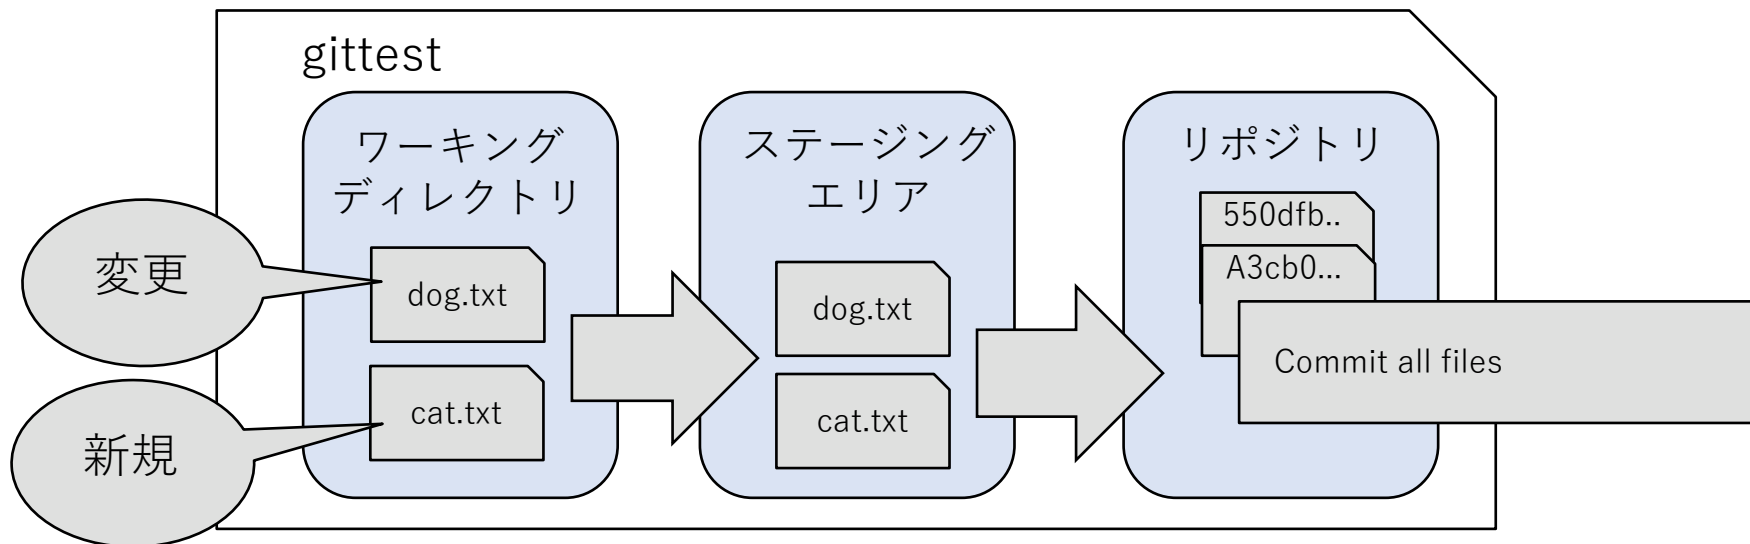 gittest
ワーキング
ディレクトリ
ステージング
エリア
リポジトリ
変更
dog.txt
新規
cat.txt
dog.txt
cat.txt
550dfb..
A3cb0...
Commit all files